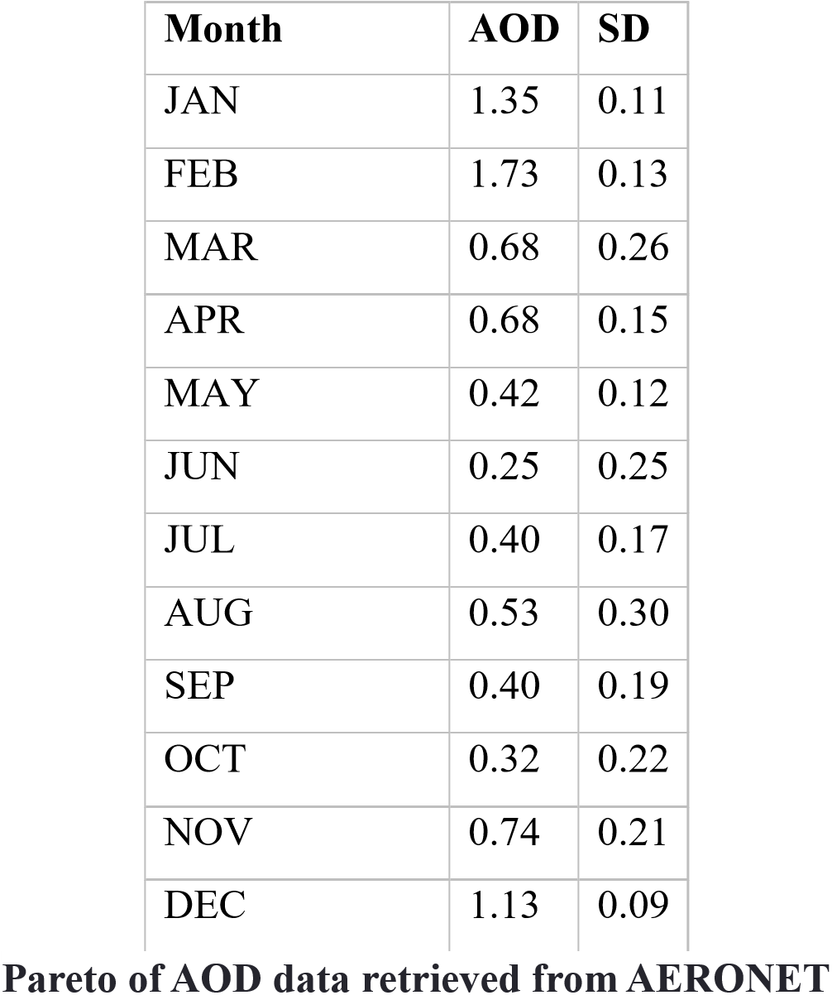 Month AOD SD
JAN 1.35 0.11
FEB 1.73 0.13
MAR 0.68 0.26
APR 0.68 0.15
MAY 0.42 0.12
JUN 0.25 0.25
JUL 0.40 0.17
AUG 0.53 0.30
SEP 0.40 0.19
OCT 0.32 0.22
NOV 0.74 0.21
DEC 1.13 0.09
Pareto of AOD data retrieved from AERONET